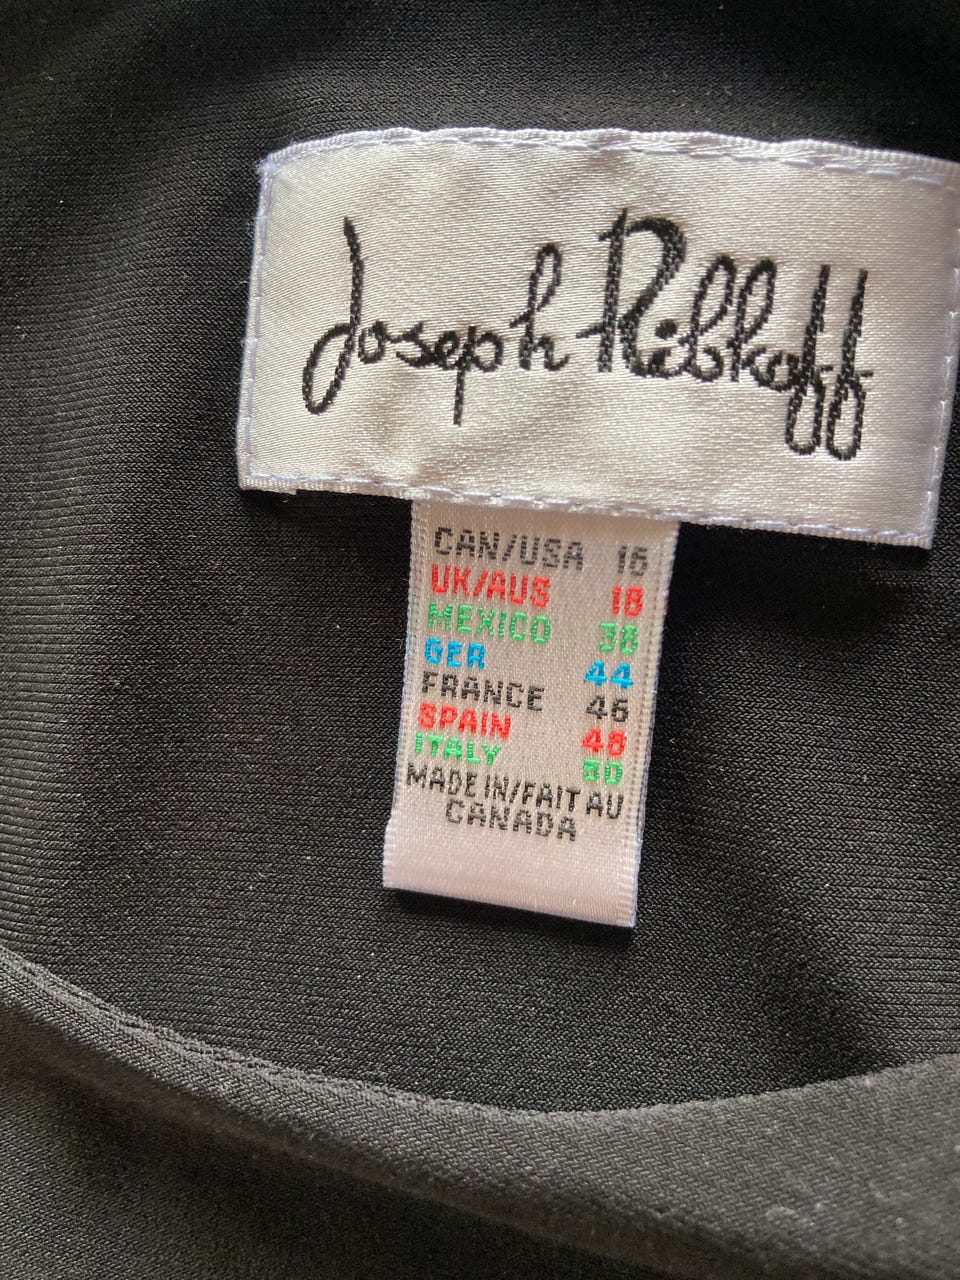 Joseph Ribkoff
CAN/USA 16
UK/AUS 18
MEXICO 38
GER 44
FRANCE 46
SPAIN 48
ITALY 50
MADE IN/FAIT AU
CANADA